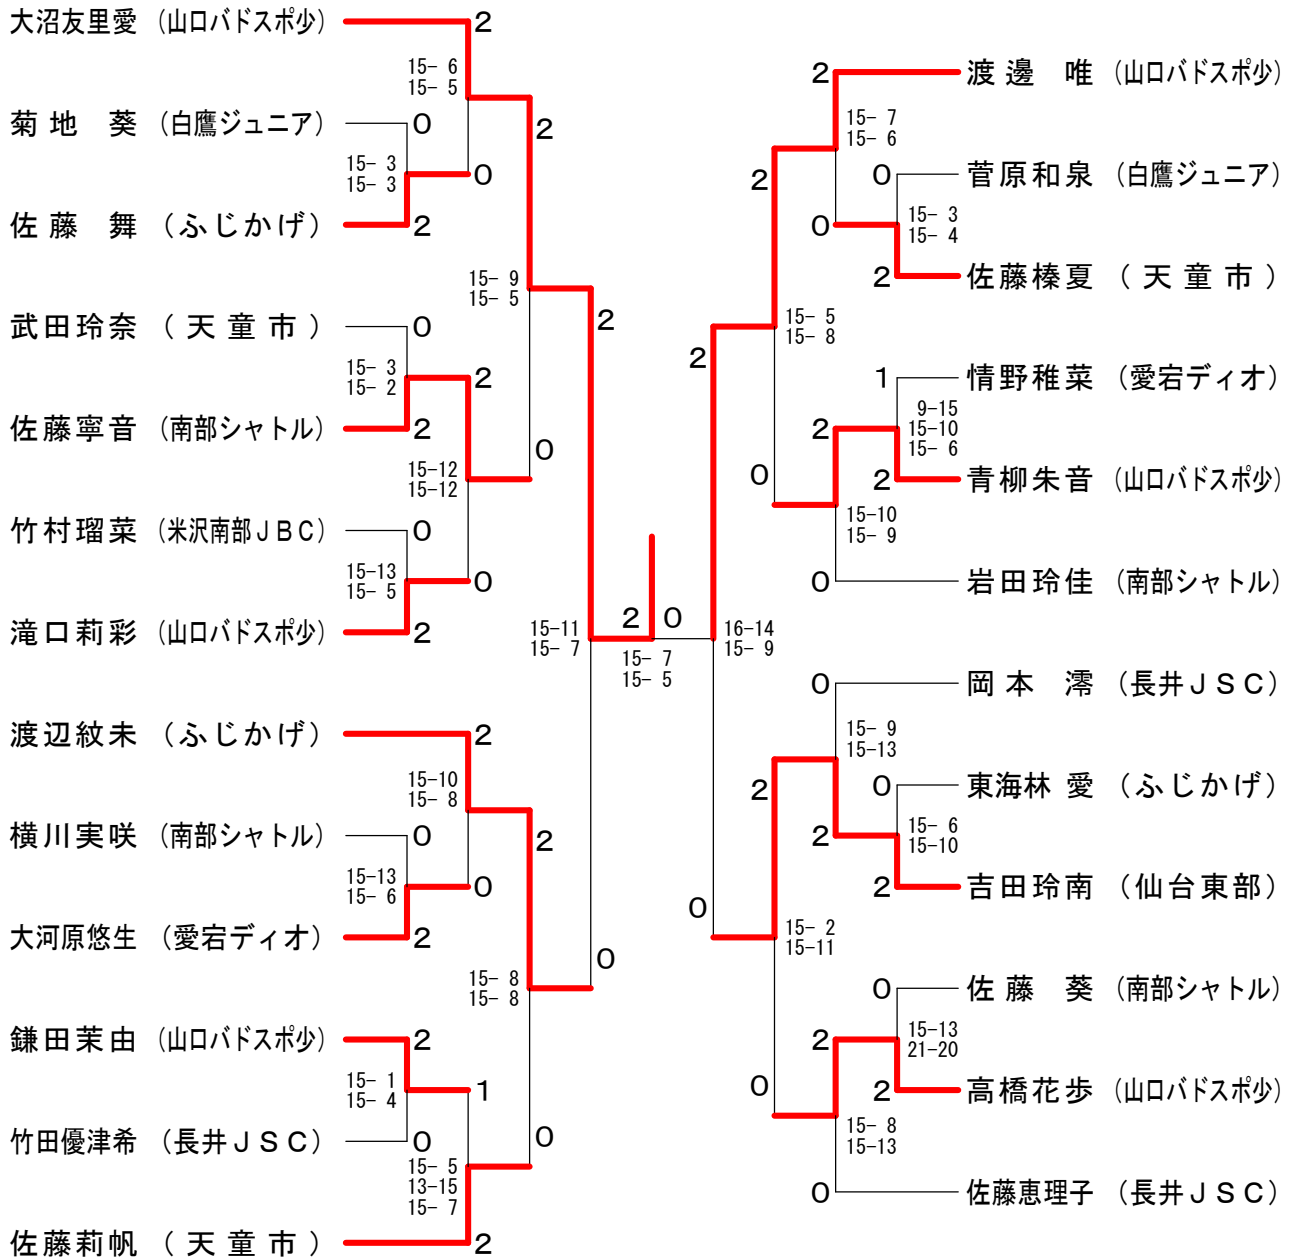 大沼友里愛 (山口バドスポ少) 2
15- 6
15- 5
菊地 葵 (白鷹ジュニア) 0
2
15- 3
15- 3
0
佐藤 舞 (ふじかげ) 2
15- 9
15- 5
2
武田玲奈 (天童市) 0
15- 3
15- 2
2
佐藤寧音 (南部シャトル) 2
15-12
15-12
0
竹村瑠菜 (米沢南部JBC) 0
15-13
15- 5
0
滝口莉彩 (山口バドスポ少) 2
15-11
15- 7
2 0
15- 7
15- 5
渡辺紋未 (ふじかげ) 2
15-10
15- 8
横川実咲 (南部シャトル) 0
2
15-13
15- 6
0
大河原悠生 (愛宕ディオ) 2
15- 8
15- 8
0
鎌田茉由 (山口バドスポ少) 2
15- 1
15- 4
1
竹田優津希 (長井JSC) 0
0
15- 5
13-15
15- 7
佐藤莉帆 (天童市) 2
2 渡邊 唯 (山口バドスポ少)
15- 7
15- 6
2
0 菅原和泉 (白鷹ジュニア)
15- 3
15- 4
0
2 佐藤榛夏 (天童市)
15- 5
15- 8
2
1 情野稚菜 (愛宕ディオ)
9-15
15-10
15- 6
2
2 青柳朱音 (山口バドスポ少)
0
15-10
15- 9
0 岩田玲佳 (南部シャトル)
16-14
15- 9
0 岡本 澪 (長井JSC)
15- 9
15-13
2
0 東海林 愛 (ふじかげ)
15- 6
15-10
2
2 吉田玲南 (仙台東部)
0
15- 2
15-11
0 佐藤 葵 (南部シャトル)
15-13
21-20
2
2 高橋花歩 (山口バドスポ少)
0
15- 8
15-13
0 佐藤恵理子 (長井JSC)